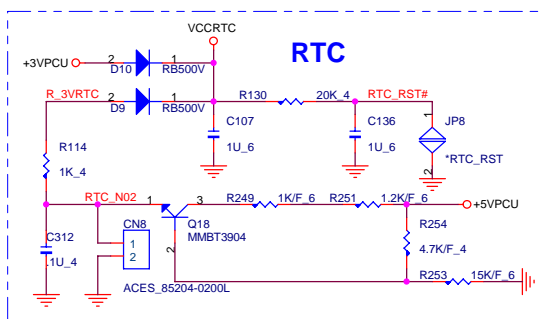 VCCRTC
RTC
+3VPCU
2
1
D10
RB500V
R_3VRTC
2
1
D9
RB500V
R130
20K_4
RTC_RST#
R114
1K_4
C107
1U_6
C136
1U_6
1
JP8
2
*RTC_RST
RTC_N02
1
3
R249
1K/F_6
R251
1.2K/F_6
+5VPCU
CN8
Q18
MMBT3904
2
R254
4.7K/F_4
C312
1U_4
1
2
R253
15K/F_6
ACES_85204-0200L